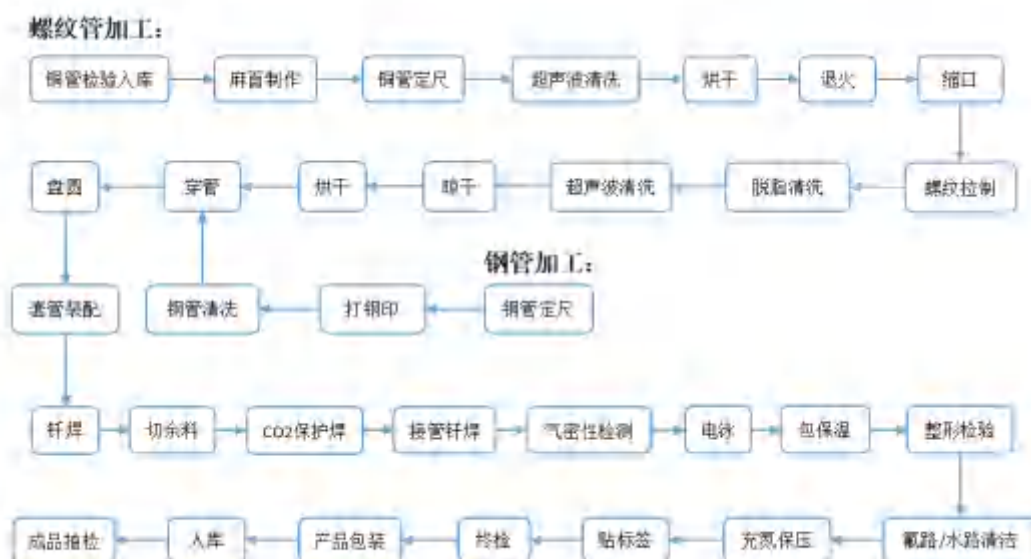 螺纹管加工：
铜管检验入库 麻首制作 铜管定尺 超声波清洗 烘干 退火 缩口
盘圆 穿管 烘干 晾干 超声波清洗 脱脂清洗 螺纹拉制
钢管加工：
套管装配 钢管清洗 打钢印 钢管定尺
钎焊 切余料 CO2保护焊 接管钎焊 气密性检测 电泳 包保温 整形检验
成品抽检 入库 产品包装 终检 贴标签 充氮保压 氟路/水路清洁